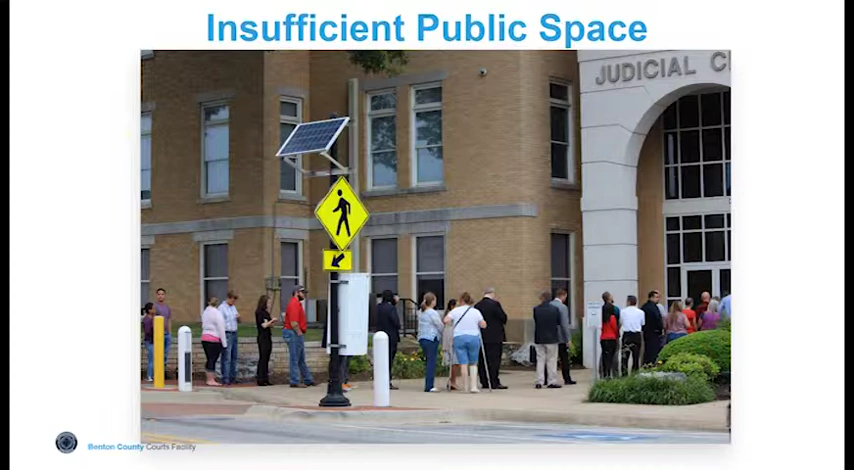 Insufficient Public Space
JUDICIAL C
Benton County Courts Facility